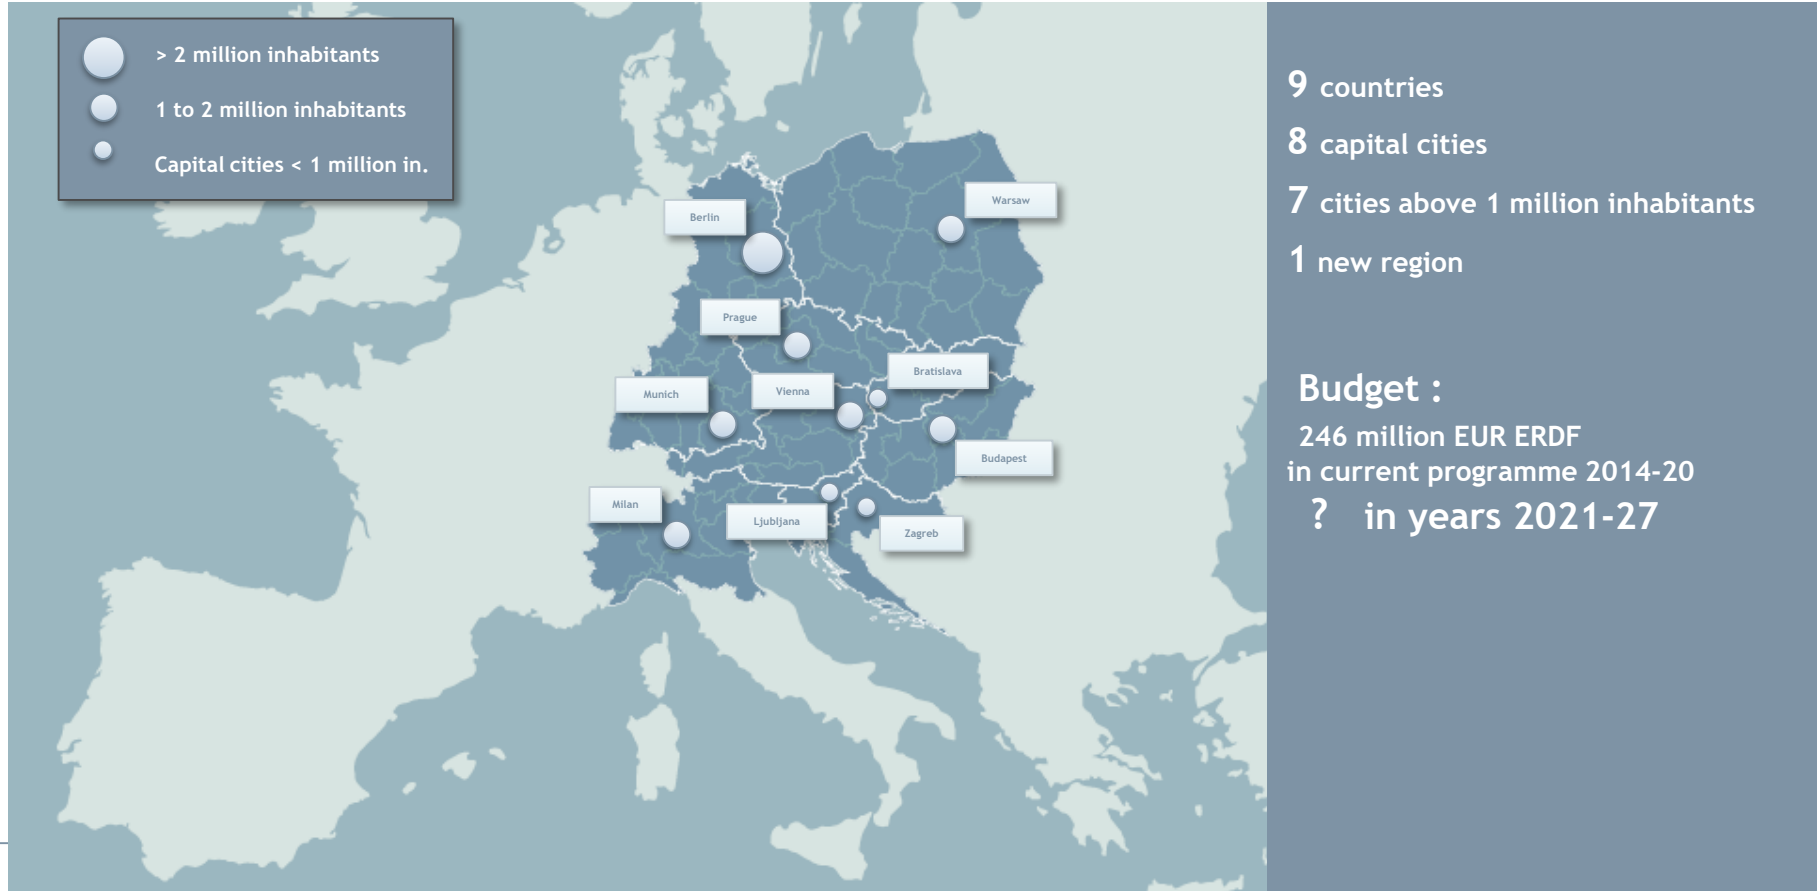 > 2 million inhabitants
1 to 2 million inhabitants
Capital cities < 1 million in.
Berlin
Warsaw
Prague
Bratislava
Munich
Vienna
Budapest
Milan
Ljubljana
Zagreb
9 countries
8 capital cities
7 cities above 1 million inhabitants
1 new region
Budget :
246 million EUR ERDF
in current programme 2014-20
? in years 2021-27